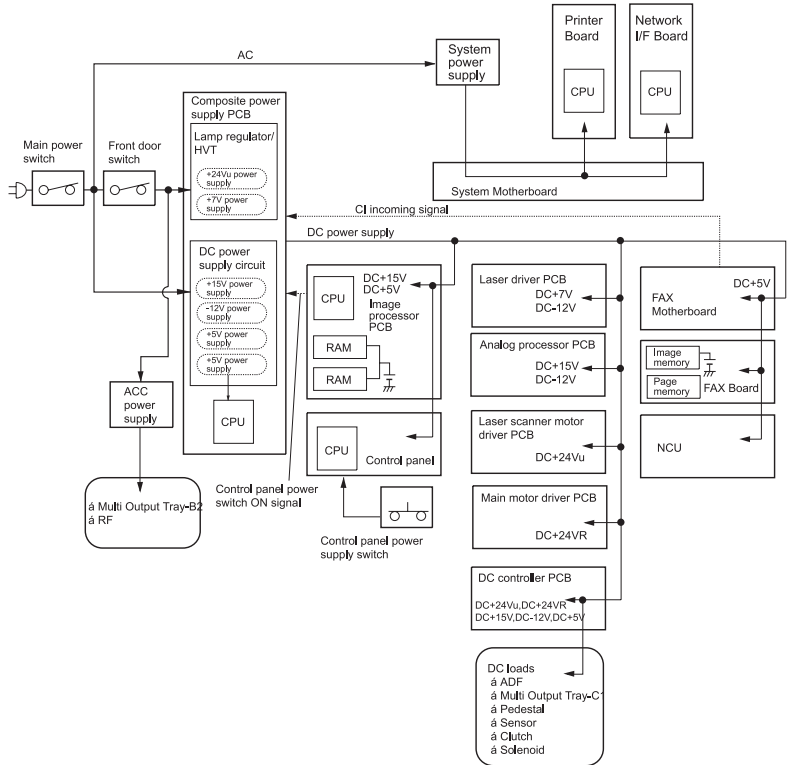 Printer
Board
CPU
Network
I/F Board
CPU
AC
System
power
supply
System Motherboard
Composite power
supply PCB
Lamp regulator/
HVT
+24Vu power
supply
+7V power
supply
Main power
switch
Front door
switch
CI incoming signal
DC power supply
DC power
supply circuit
+15V power
supply
-12V power
supply
+5V power
supply
+5V power
supply
CPU
ACC
power
supply
á Multi Output Tray-B2
á RF
DC+15V
DC+5V
CPU
Image
processor
PCB
RAM
RAM
CPU
Control panel
Control panel power
switch ON signal
Control panel power
supply switch
Laser driver PCB
DC+7V
DC-12V
Analog processor PCB
DC+15V
DC-12V
Laser scanner motor
driver PCB
DC+24Vu
Main motor driver PCB
DC+24VR
DC controller PCB
DC+24Vu,DC+24VR
DC+15V,DC-12V,DC+5V
DC loads
á ADF
á Multi Output Tray-C1
á Pedestal
á Sensor
á Clutch
á Solenoid
DC+5V
FAX
Motherboard
Image
memory
Page
memory
FAX Board
NCU